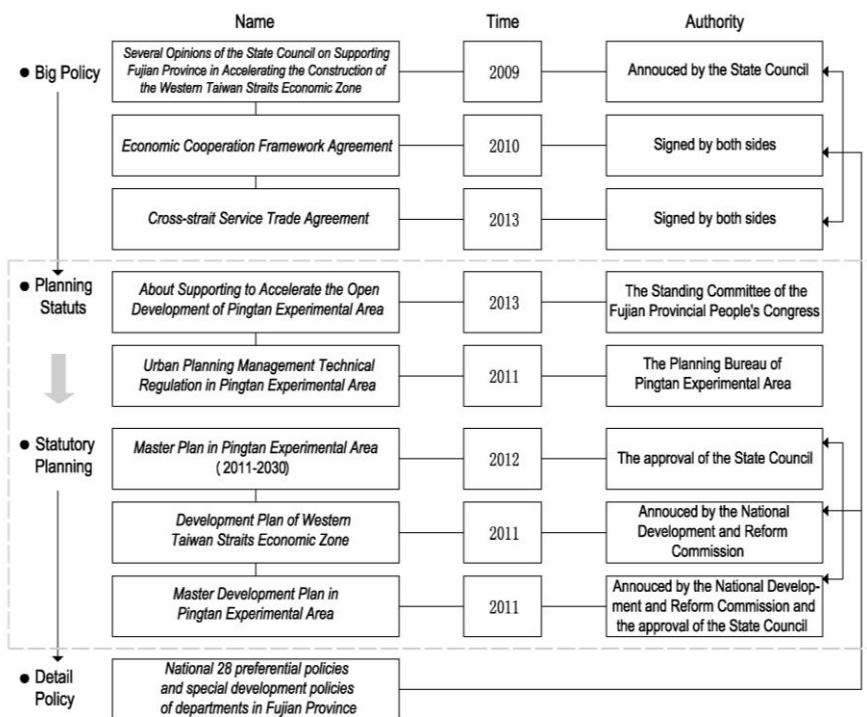 Name Time Authority
● Big Policy
Several Opinions of the State Council on Supporting
Fujian Province in Accelerating the Construction of
the Western Taiwan Straits Economic Zone
2009
Annouced by the State Council
Economic Cooperation Framework Agreement
2010
Signed by both sides
Cross-strait Service Trade Agreement
2013
Signed by both sides
● Planning
Statuts
About Supporting to Accelerate the Open
Development of Pingtan Experimental Area
2013
The Standing Committee of the
Fujian Provincial People's Congress
Urban Planning Management Technical
Regulation in Pingtan Experimental Area
2011
The Planning Bureau of
Pingtan Experimental Area
● Statutory
Planning
Master Plan in Pingtan Experimental Area
( 2011-2030)
2012
The approval of the State Council
Development Plan of Western
Taiwan Straits Economic Zone
2011
Annouced by the National
Development and Reform
Commission
Master Development Plan in
Pingtan Experimental Area
2011
Annouced by the National Develop-
ment and Reform Commission and
the approval of the State Council
● Detail
Policy
National 28 preferential policies
and special development policies
of departments in Fujian Province